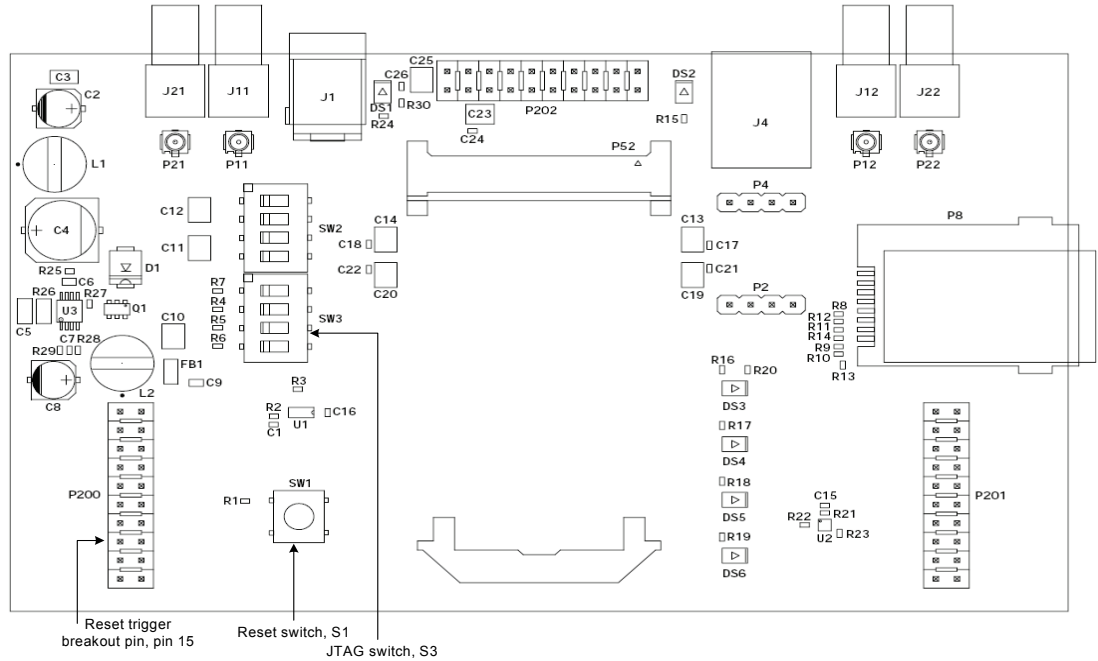 C3
C2
J21
J11
J1
C26
C25
DS1
R30
R24
C23
C24
P202
DS2
R15
J4
J12
J22
L1
P21
P11
P52
P12
P22
P4
C12
C4
SW2
C14
C18
C13
C17
P8
C11
R25
C6
D1
C22
C20
C21
C19
R26
U3
R27
Q1
R7
R4
R5
R6
SW3
P2
R8
R12
R11
R14
R9
R10
R13
C5
C7
R28
R29
C10
FB1
C9
C8
L2
R3
R2
C1
U1
C16
R16
R20
DS3
R17
DS4
R18
DS5
R19
DS6
P200
R1
SW1
C15
R21
R22
U2
R23
P201
Reset trigger
breakout pin, pin 15
Reset switch, S1
JTAG switch, S3